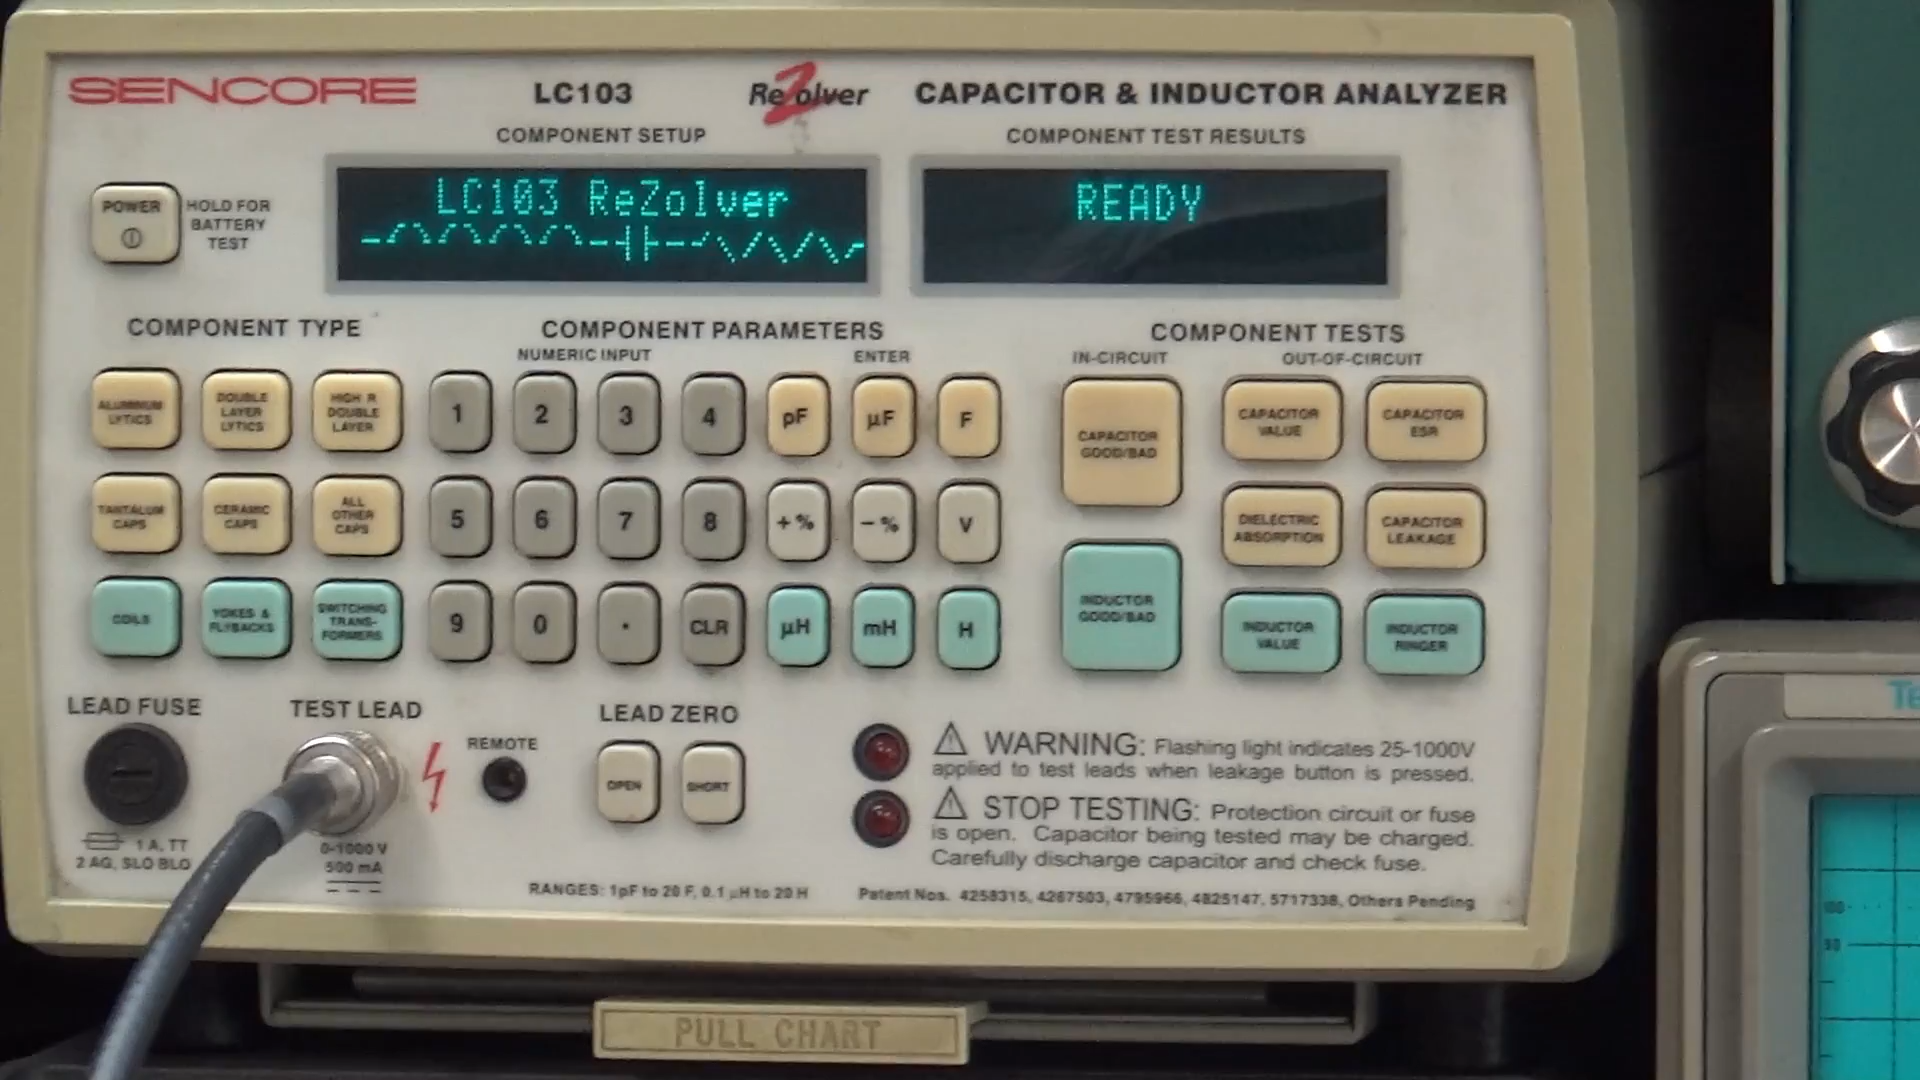 SENCORE
LC103
ReZolver
CAPACITOR & INDUCTOR ANALYZER
COMPONENT SETUP
COMPONENT TEST RESULTS
LC103 ReZolver
READY
POWER
HOLD FOR
BATTERY
TEST
COMPONENT TYPE
COMPONENT PARAMETERS
COMPONENT TESTS
NUMERIC INPUT
ENTER
IN-CIRCUIT
OUT-OF-CIRCUIT
ALUMINUM
LYTICS
DOUBLE
LAYER
LYTICS
HIGH R
DOUBLE
LAYER
1
2
3
4
pF
µF
F
CAPACITOR
GOOD/BAD
CAPACITOR
VALUE
CAPACITOR
ESR
TANTALUM
CAPS
CERAMIC
CAPS
ALL
OTHER
CAPS
5
6
7
8
+%
-%
V
DIELECTRIC
ABSORPTION
CAPACITOR
LEAKAGE
COILS
YOKES &
FLYBACKS
SWITCHING
TRANS-
FORMERS
9
0
.
CLR
µH
mH
H
INDUCTOR
GOOD/BAD
INDUCTOR
VALUE
INDUCTOR
RINGER
LEAD FUSE
TEST LEAD
REMOTE
LEAD ZERO
OPEN
SHORT
WARNING: Flashing light indicates 25-1000V
applied to test leads when leakage button is pressed.
STOP TESTING: Protection circuit or fuse
is open. Capacitor being tested may be charged.
Carefully discharge capacitor and check fuse.
1 A, TT
2 AG, SLO BLO
0-1000 V
500 mA
RANGES: 1pF to 20 F, 0.1 µH to 20 H
Patent Nos. 4258315, 4267503, 4795966, 4825147, 5717338, Others Pending
PULL CHART
Te
100
90